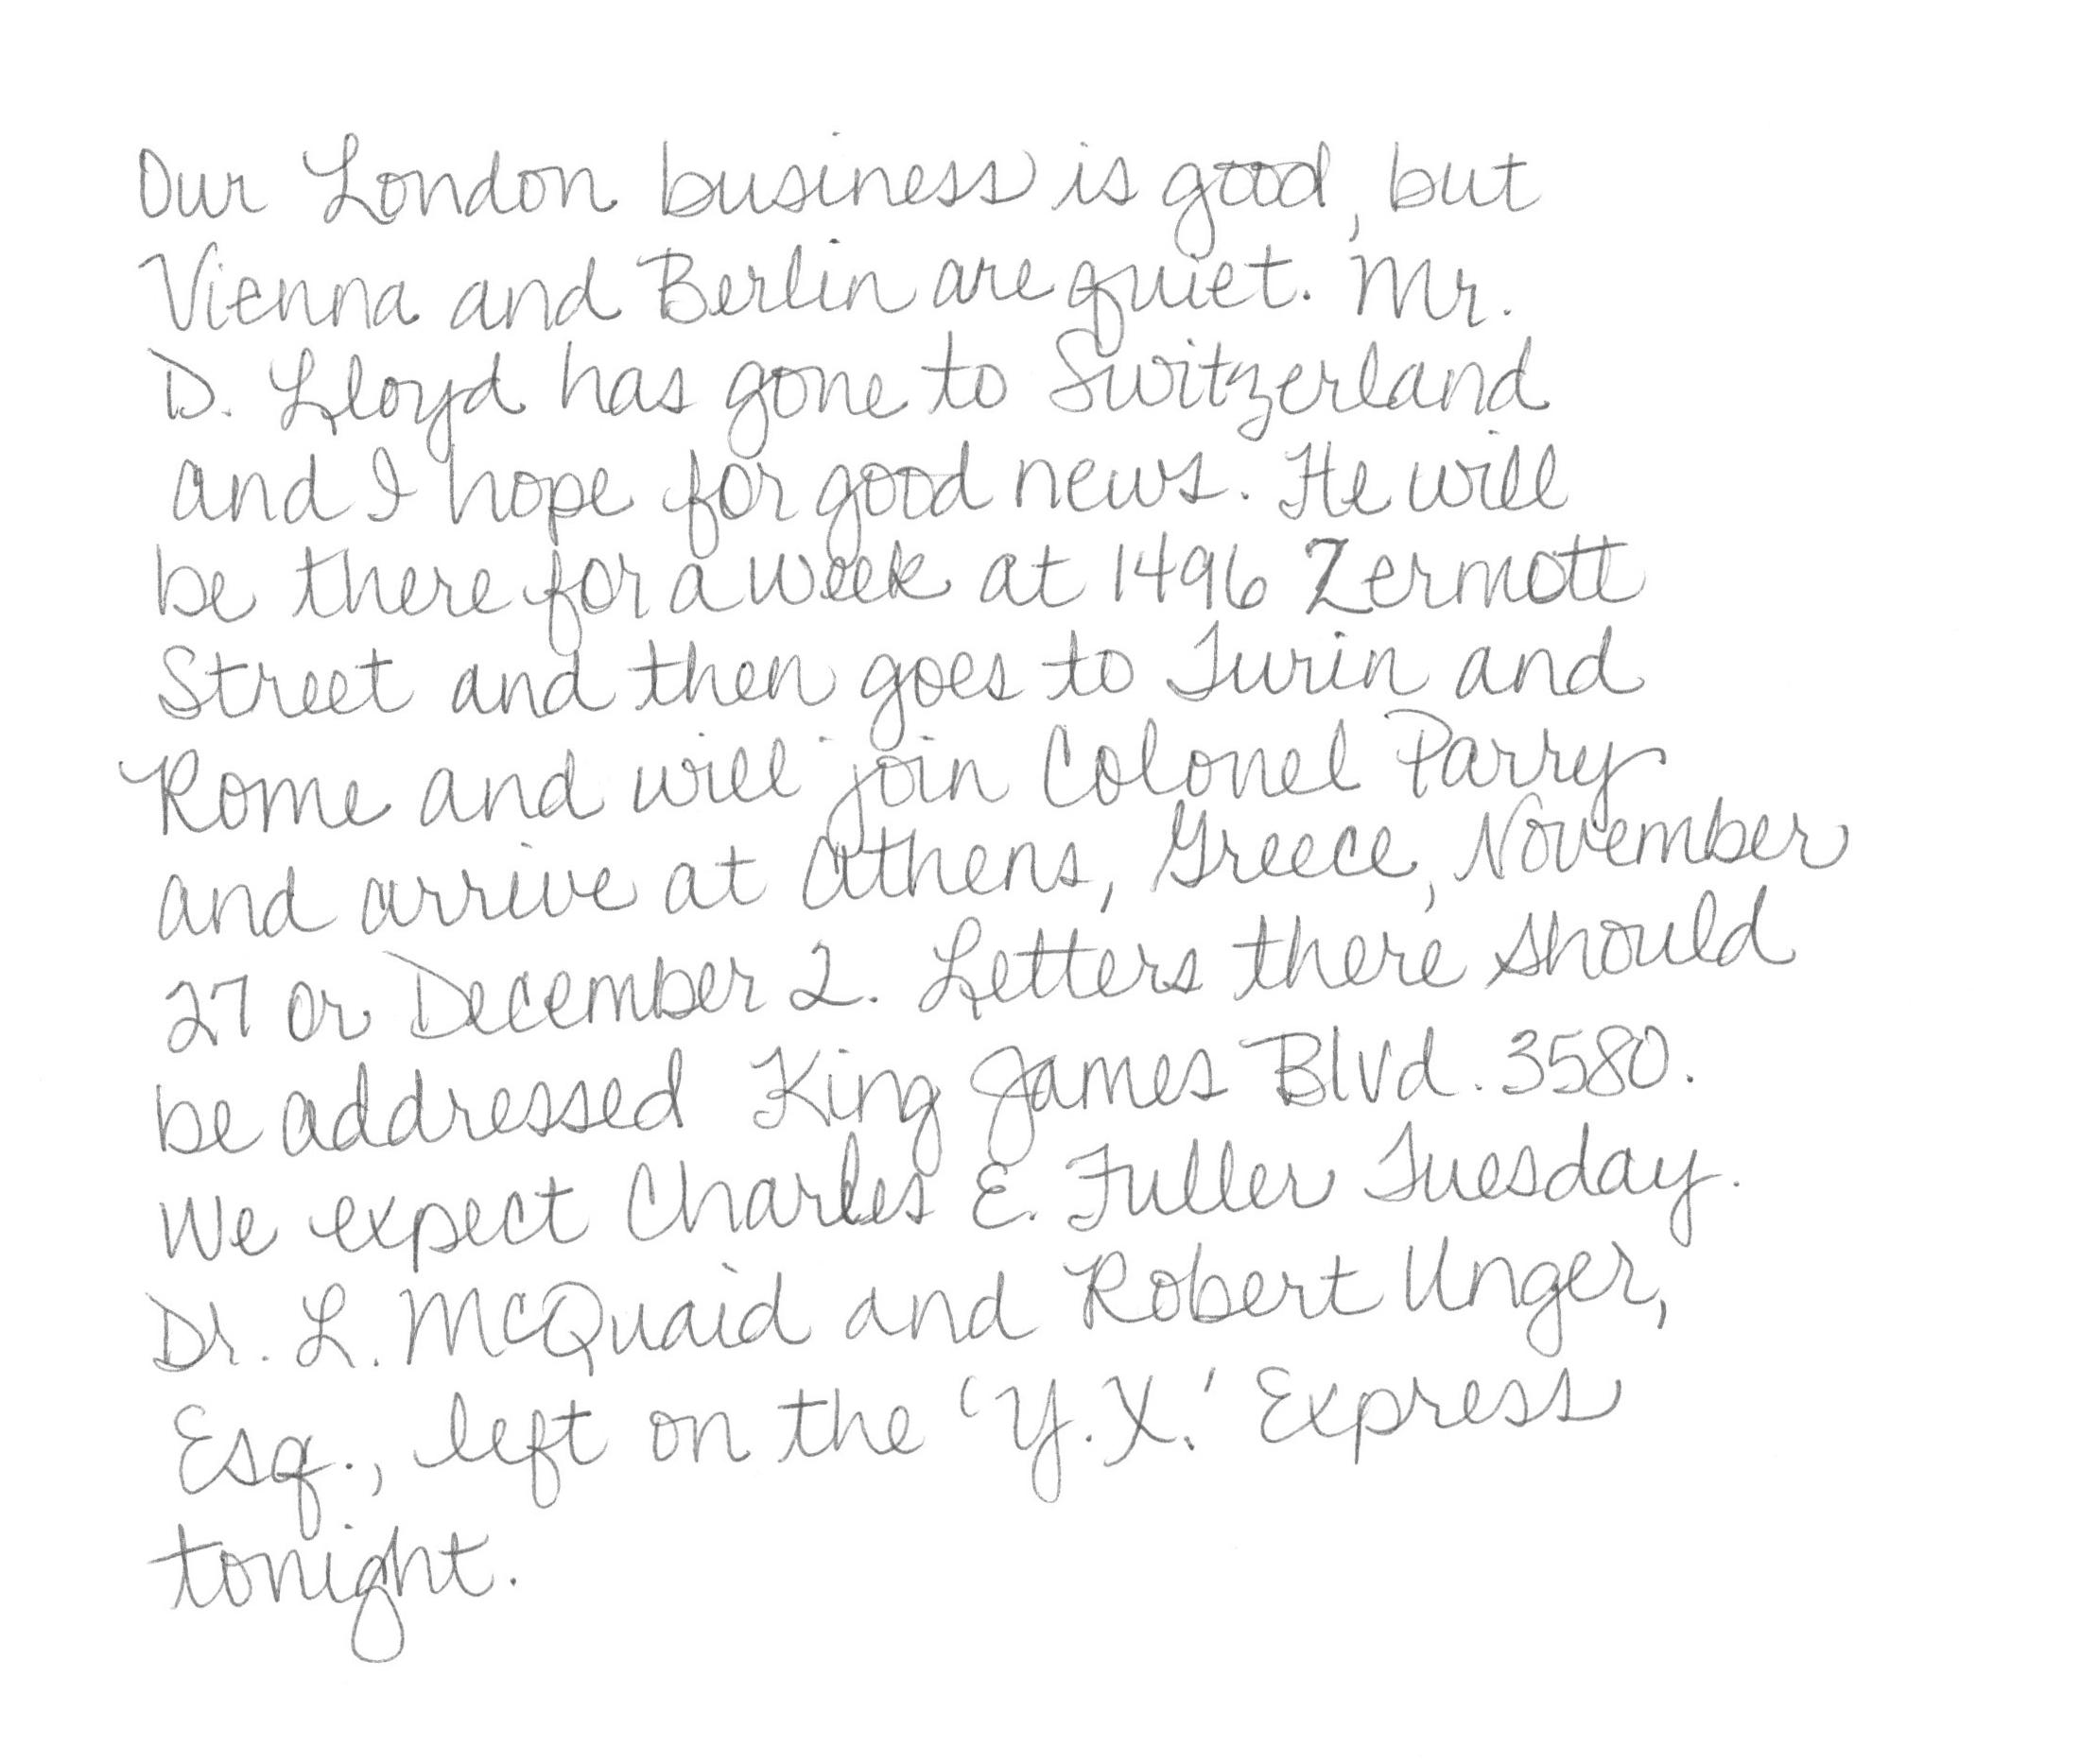 Our London business is good, but
Vienna and Berlin are quiet. Mr.
D. Lloyd has gone to Switzerland
and I hope for good news. He will
be there for a week at 1496 Zermott
Street and then goes to Turin and
Rome and will join Colonel Parry
and arrive at Athens, Greece, November
27 or December 2. Letters there should
be addressed King James Blvd. 3580.
We expect Charles E. Fuller Tuesday.
Dr. L. McQuaid and Robert Unger,
Esq., left on the 'Y.X.' Express
tonight.